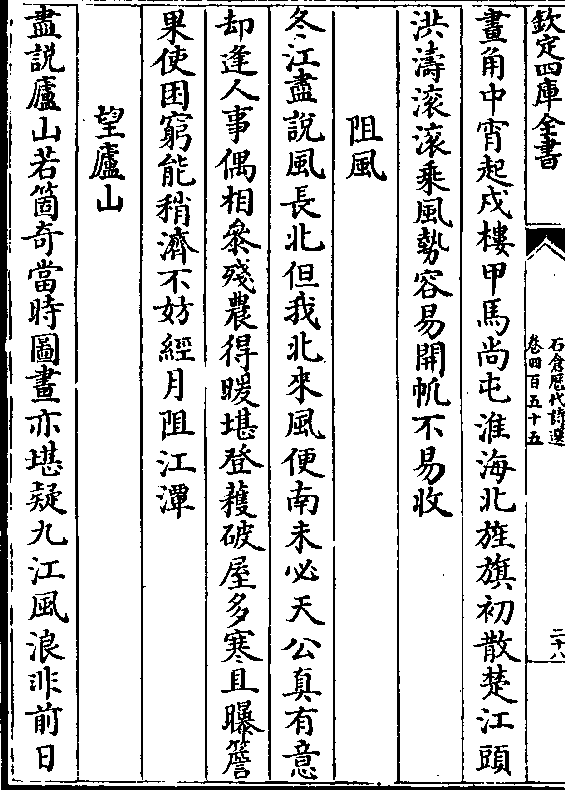 欽定四庫全書
石倉歷代詩選
卷四百五十五
二十八
畫角中宵起戍樓甲馬尚屯淮海北旌旗初散楚江頭
洪濤滚滚乘風勢容易開帆不易收
阻風
冬江盡說風長北但我北來風便南未必天公真有意
却逢人事偶相叅殘農得暖堪登穫破屋多寒且曝簷
果使困窮能稍濟不妨經月阻江潭
望廬山
盡說廬山若箇奇當時圖畫亦堪疑九江風浪非前日